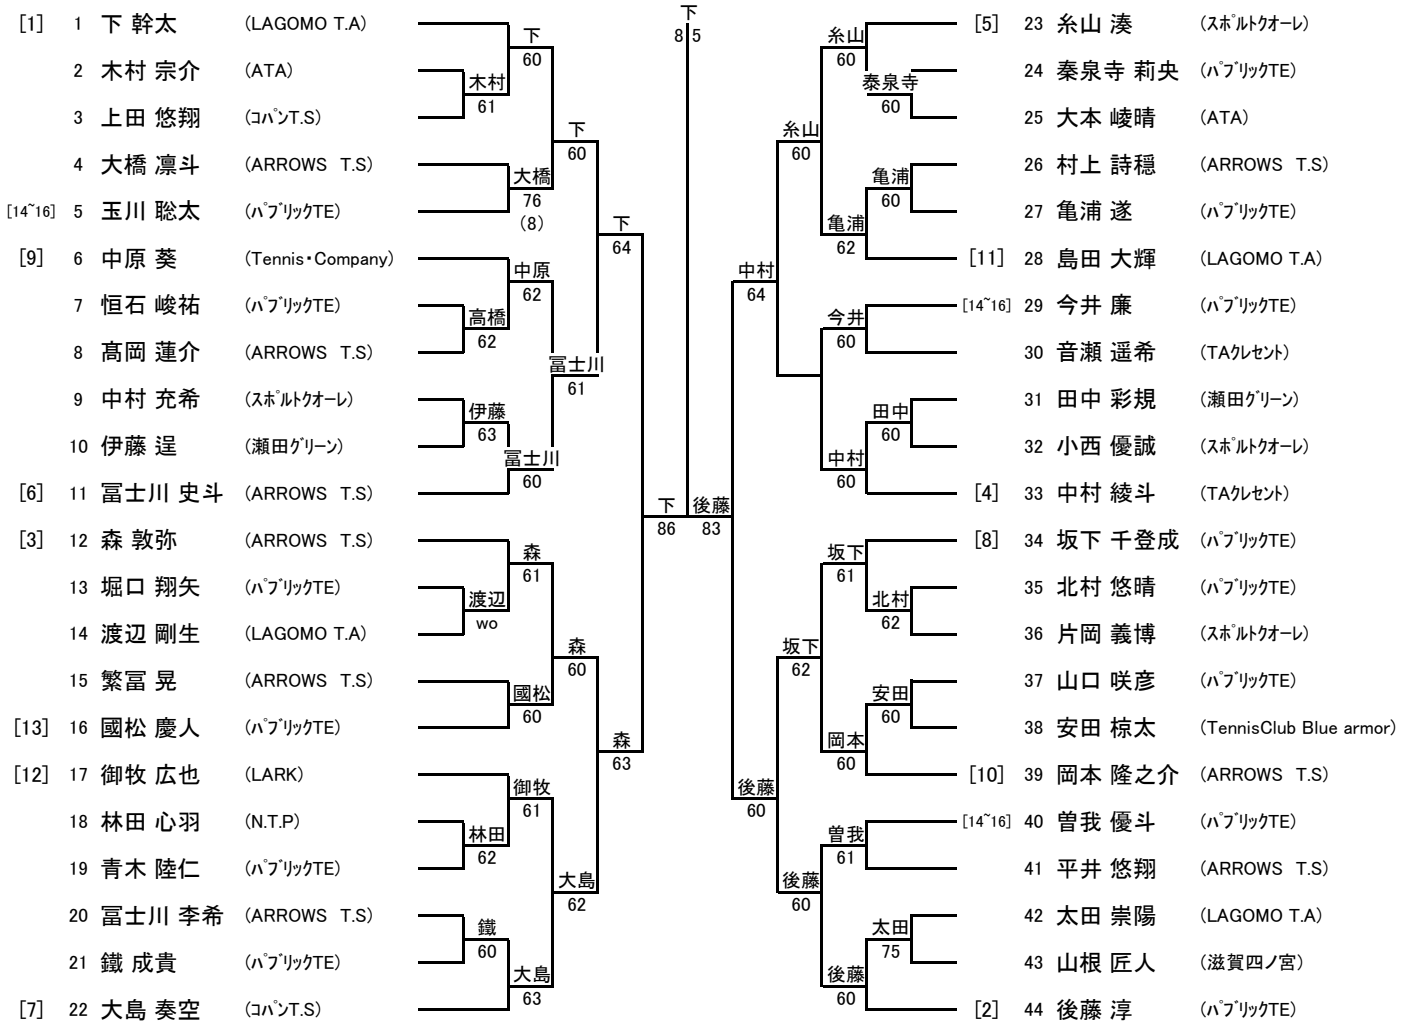 [1] 1 下 幹太 (LAGOMO T.A)
2 木村 宗介 (ATA)
3 上田 悠翔 (ｺﾊﾟﾝT.S)
4 大橋 凛斗 (ARROWS T.S)
[14~16] 5 玉川 聡太 (ﾊﾟﾌﾞﾘｯｸTE)
[9] 6 中原 葵 (Tennis・Company)
7 恒石 峻祐 (ﾊﾟﾌﾞﾘｯｸTE)
8 髙岡 蓮介 (ARROWS T.S)
9 中村 充希 (ｽﾎﾟﾙﾄｸｵｰﾚ)
10 伊藤 逞 (瀬田ｸﾞﾘｰﾝ)
[6] 11 冨士川 史斗 (ARROWS T.S)
[3] 12 森 敦弥 (ARROWS T.S)
13 堀口 翔矢 (ﾊﾟﾌﾞﾘｯｸTE)
14 渡辺 剛生 (LAGOMO T.A)
15 繁冨 晃 (ARROWS T.S)
[13] 16 國松 慶人 (ﾊﾟﾌﾞﾘｯｸTE)
[12] 17 御牧 広也 (LARK)
18 林田 心羽 (N.T.P)
19 青木 陸仁 (ﾊﾟﾌﾞﾘｯｸTE)
20 冨士川 李希 (ARROWS T.S)
21 鐵 成貴 (ﾊﾟﾌﾞﾘｯｸTE)
[7] 22 大島 奏空 (ｺﾊﾟﾝT.S)
木村
61
高橋
62
伊藤
63
渡辺
wo
林田
62
鐵
60
下
60
大橋
76
(8)
中原
62
冨士川
60
森
61
國松
60
御牧
61
大島
63
下
60
冨士川
61
森
60
大島
62
下
64
森
63
下
86
下
8 5
後藤
83
中村
64
後藤
60
糸山
60
坂下
62
後藤
60
糸山
60
亀浦
62
今井
60
中村
60
坂下
61
岡本
60
曽我
61
後藤
60
秦泉寺
60
亀浦
60
田中
60
北村
62
安田
60
太田
75
[5] 23 糸山 湊 (ｽﾎﾟﾙﾄｸｵｰﾚ)
24 秦泉寺 莉央 (ﾊﾟﾌﾞﾘｯｸTE)
25 大本 崚晴 (ATA)
26 村上 詩穏 (ARROWS T.S)
27 亀浦 遂 (ﾊﾟﾌﾞﾘｯｸTE)
[11] 28 島田 大輝 (LAGOMO T.A)
[14~16] 29 今井 廉 (ﾊﾟﾌﾞﾘｯｸTE)
30 音瀬 遥希 (TAｸﾚｾﾝﾄ)
31 田中 彩規 (瀬田ｸﾞﾘｰﾝ)
32 小西 優誠 (ｽﾎﾟﾙﾄｸｵｰﾚ)
[4] 33 中村 綾斗 (TAｸﾚｾﾝﾄ)
[8] 34 坂下 千登成 (ﾊﾟﾌﾞﾘｯｸTE)
35 北村 悠晴 (ﾊﾟﾌﾞﾘｯｸTE)
36 片岡 義博 (ｽﾎﾟﾙﾄｸｵｰﾚ)
37 山口 咲彦 (ﾊﾟﾌﾞﾘｯｸTE)
38 安田 椋太 (TennisClub Blue armor)
[10] 39 岡本 隆之介 (ARROWS T.S)
[14~16] 40 曽我 優斗 (ﾊﾟﾌﾞﾘｯｸTE)
41 平井 悠翔 (ARROWS T.S)
42 太田 崇陽 (LAGOMO T.A)
43 山根 匠人 (滋賀四ノ宮)
[2] 44 後藤 淳 (ﾊﾟﾌﾞﾘｯｸTE)